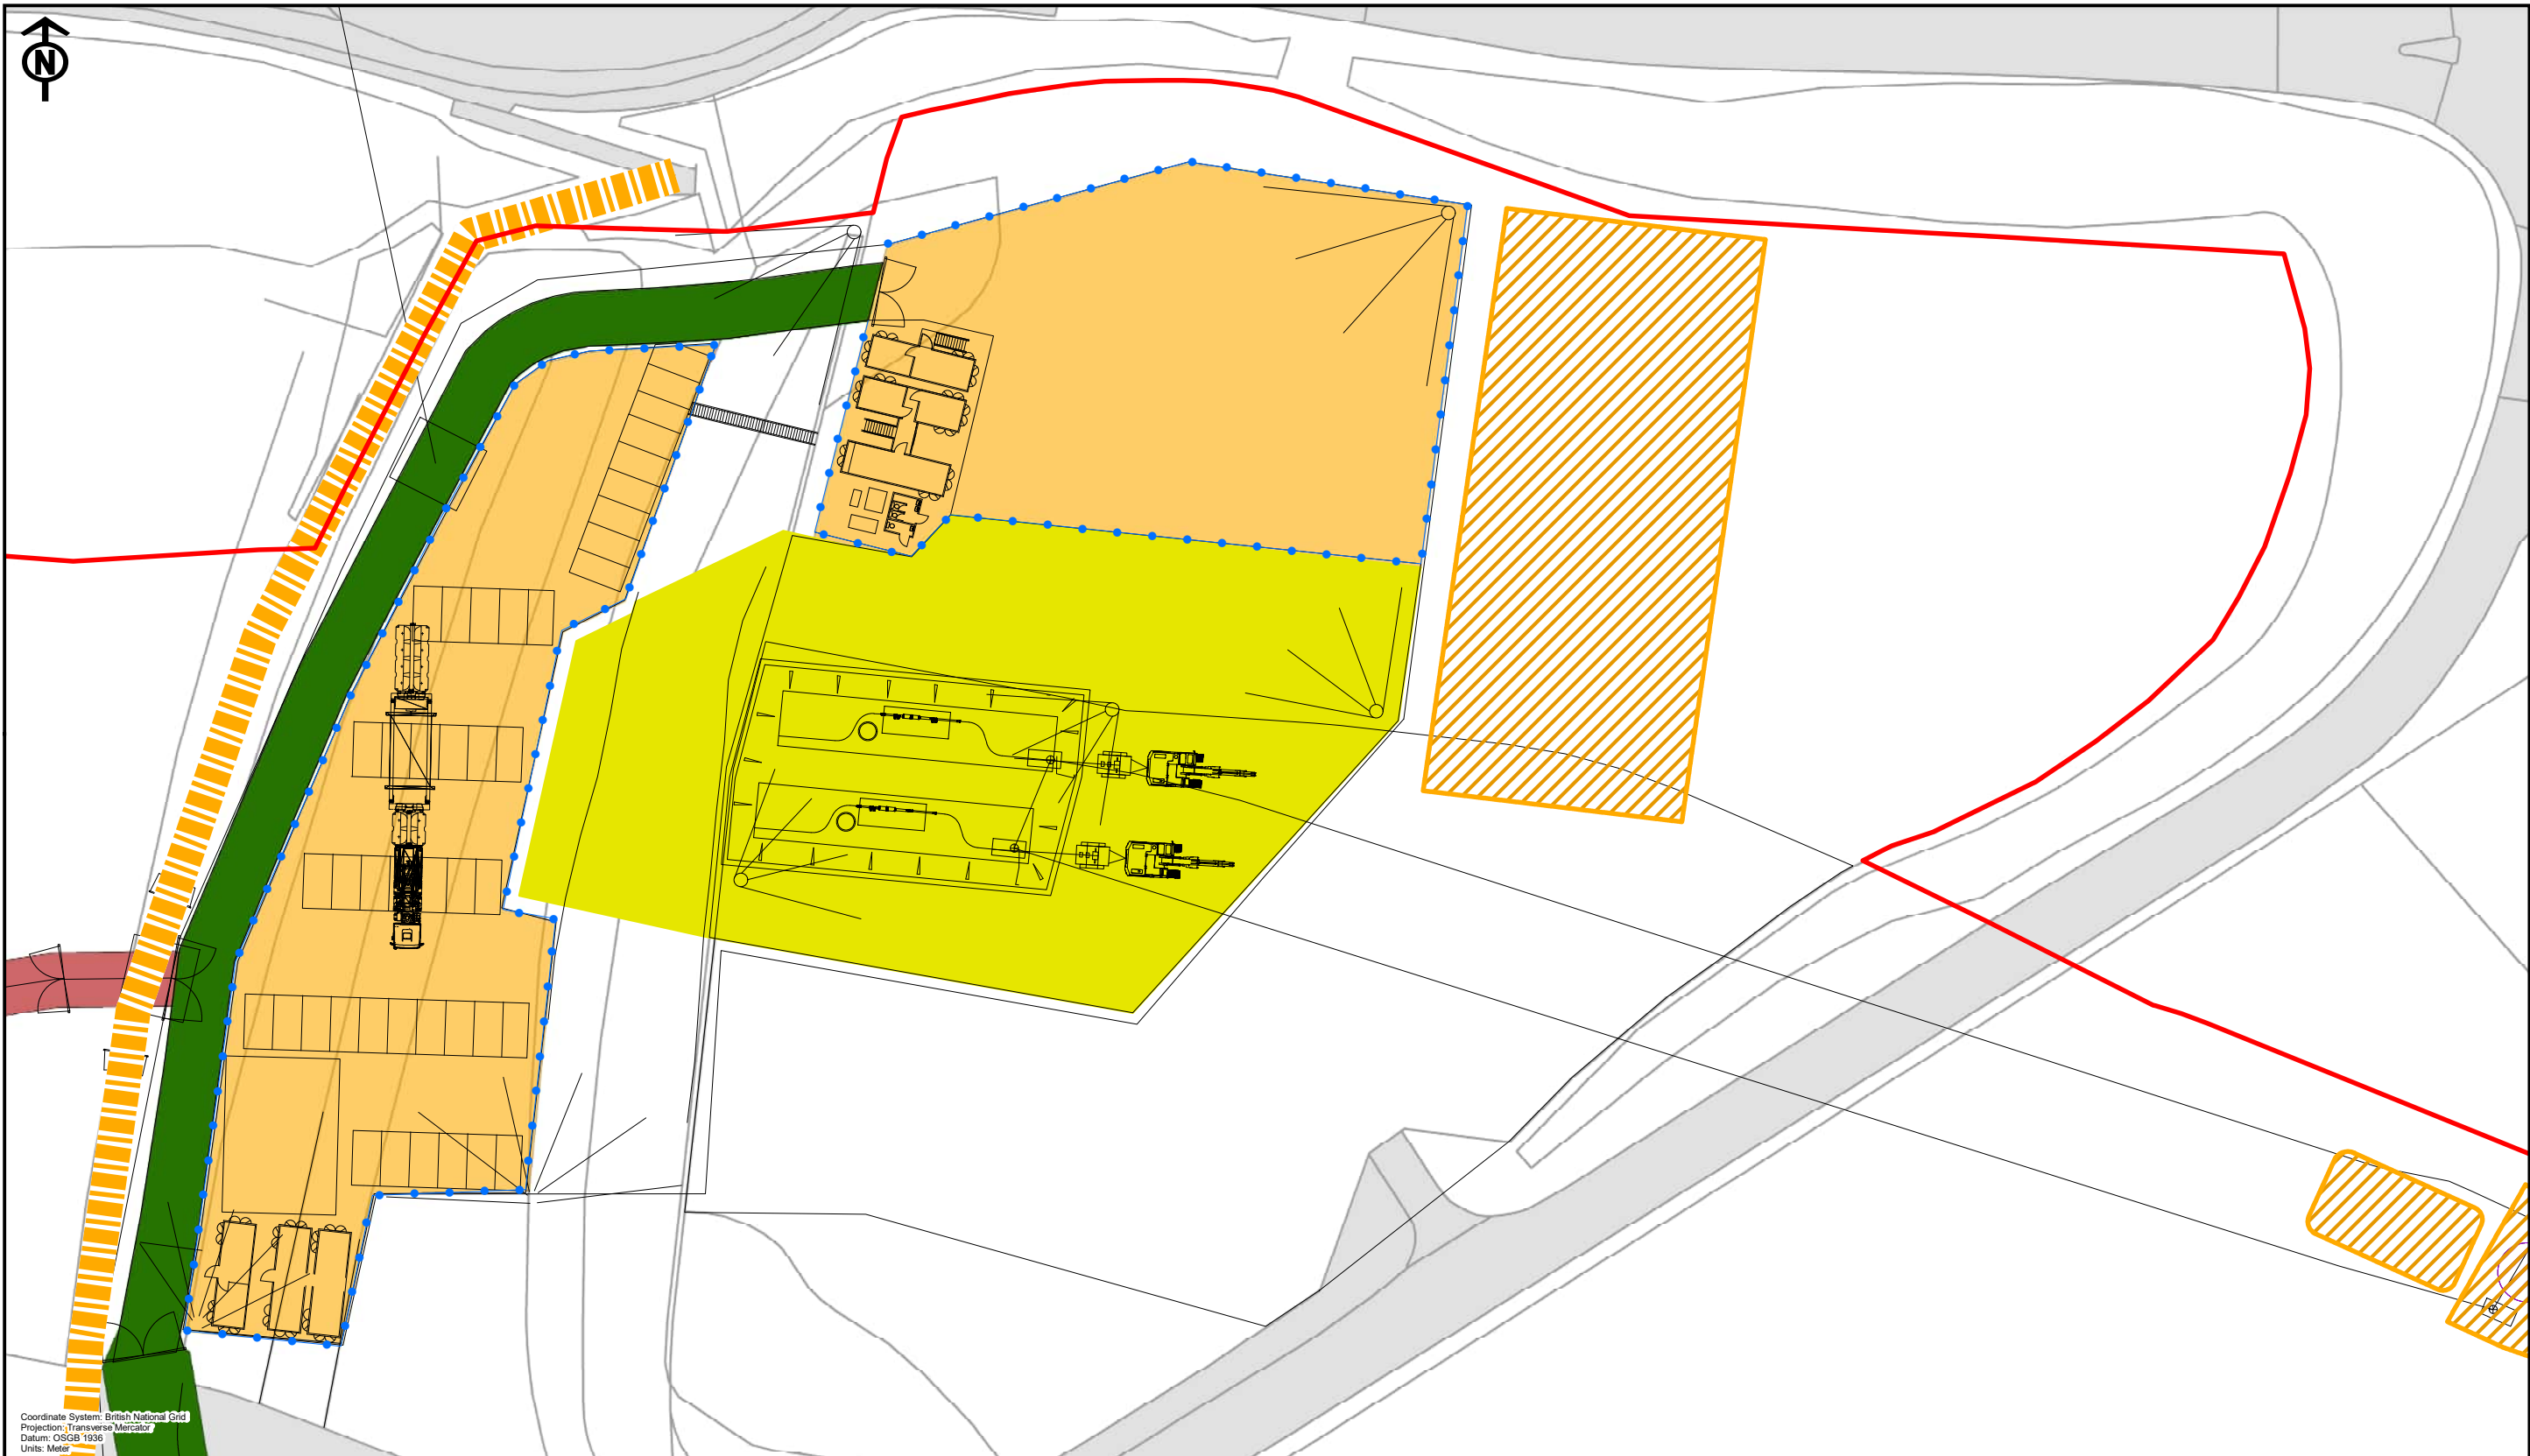 N
Coordinate System: British National Grid
Projection: Transverse Mercator
Datum: OSGB 1936
Units: Meter